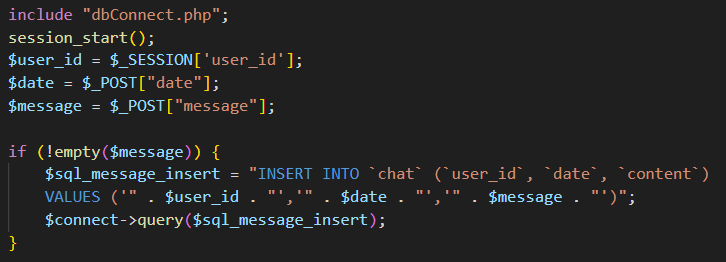 include "dbConnect.php";
session_start();
$user_id = $_SESSION['user_id'];
$date = $_POST["date"];
$message = $_POST["message"];
if (!empty($message)) {
$sql_message_insert = "INSERT INTO `chat` (`user_id`, `date`, `content`)
VALUES ('" . $user_id . "','" . $date . "','" . $message . "')";
$connect->query($sql_message_insert);
}